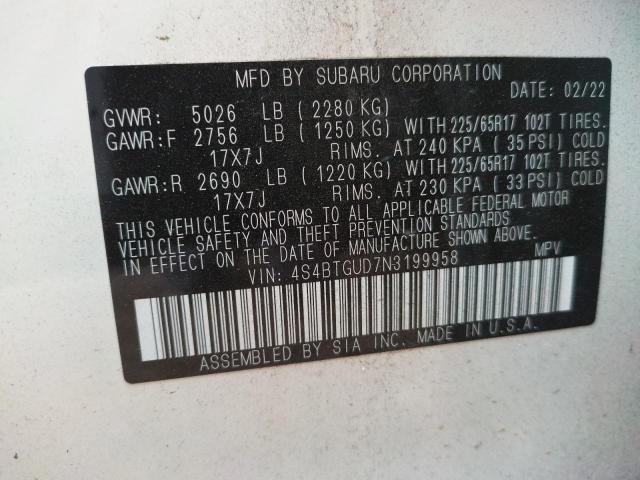 MFD BY SUBARU CORPORATION
DATE: 02/22
GVWR: 5026 LB (2280 KG)
GAWR:F 2756 LB (1250 KG) WITH 225/65R17 102T TIRES.
17X7J RIMS. AT 240 KPA (35 PSI) COLD
GAWR:R 2690 LB (1220 KG) WITH 225/65R17 102T TIRES.
17X7J RIMS. AT 230 KPA (33 PSI) COLD
THIS VEHICLE CONFORMS TO ALL APPLICABLE FEDERAL MOTOR
VEHICLE SAFETY AND THEFT PREVENTION STANDARDS
IN EFFECT ON THE DATE OF MANUFACTURE SHOWN ABOVE.
VIN: 4S4BTGUD7N3199958 MPV
ASSEMBLED BY SIA INC. MADE IN U.S.A.